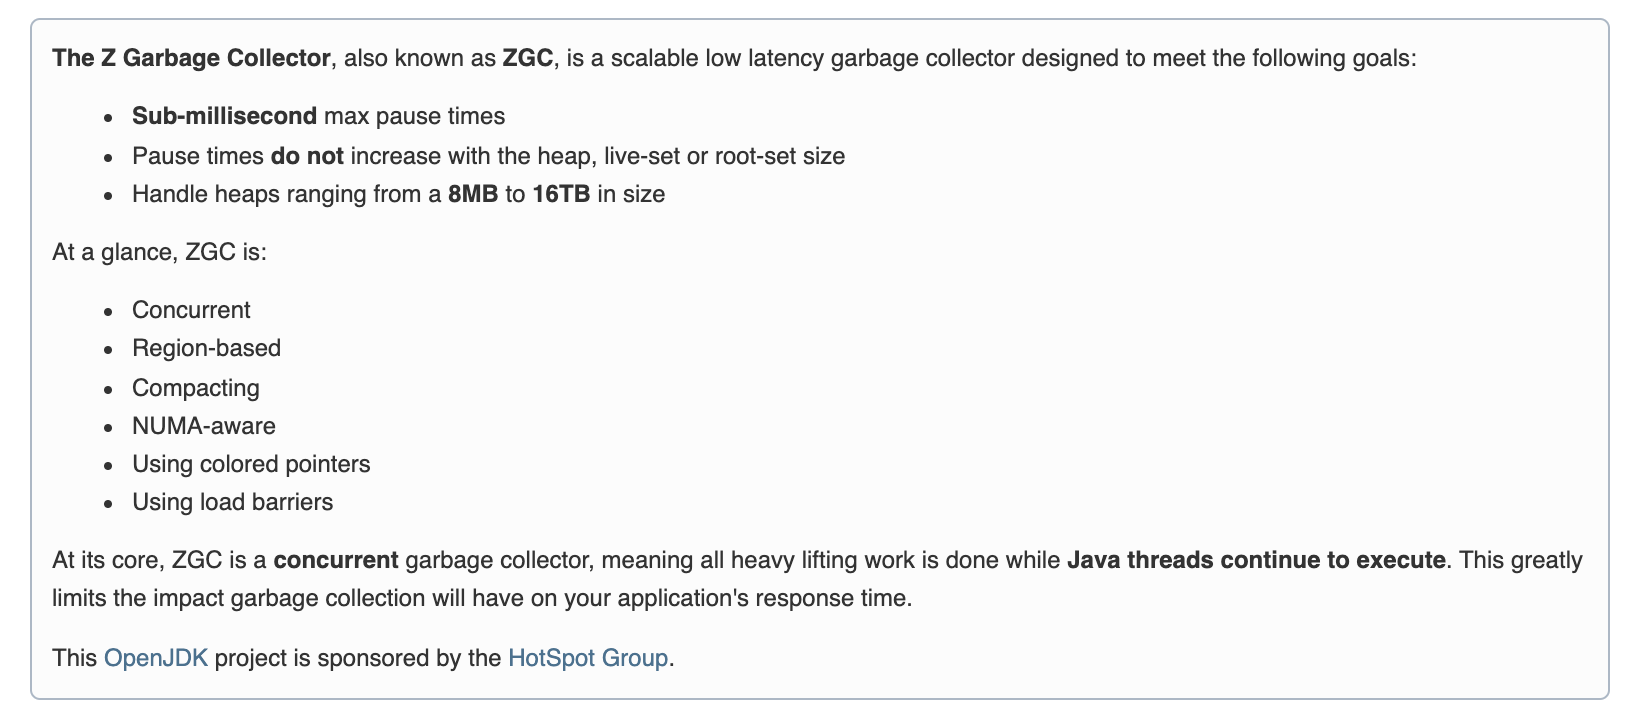 The Z Garbage Collector, also known as ZGC, is a scalable low latency garbage collector designed to meet the following goals:
• Sub-millisecond max pause times
• Pause times do not increase with the heap, live-set or root-set size
• Handle heaps ranging from a 8MB to 16TB in size
At a glance, ZGC is:
• Concurrent
• Region-based
• Compacting
• NUMA-aware
• Using colored pointers
• Using load barriers
At its core, ZGC is a concurrent garbage collector, meaning all heavy lifting work is done while Java threads continue to execute. This greatly
limits the impact garbage collection will have on your application's response time.
This OpenJDK project is sponsored by the HotSpot Group.